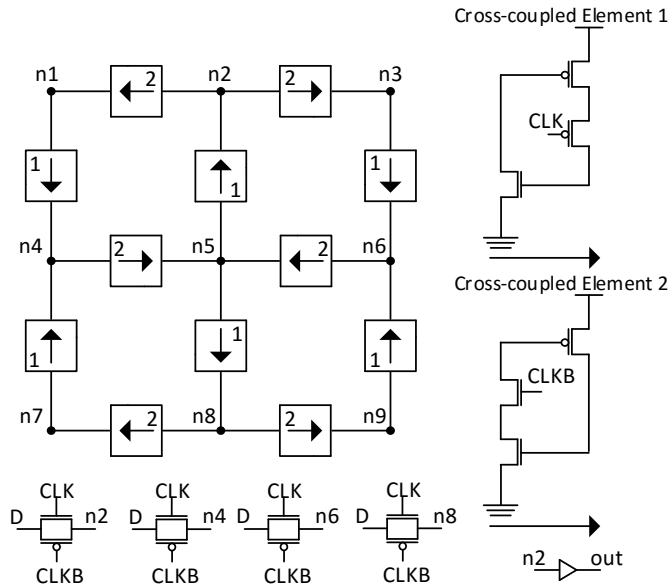 Cross-coupled Element 1
n1 2 n2 2 n3
CLK
1 1 1
n4 2 n5 2 n6
Cross-coupled Element 2
1 1 1
CLKB
n7 2 n8 2 n9
CLK CLK CLK CLK
D n2 D n4 D n6 D n8
CLKB CLKB CLKB CLKB
n2 out